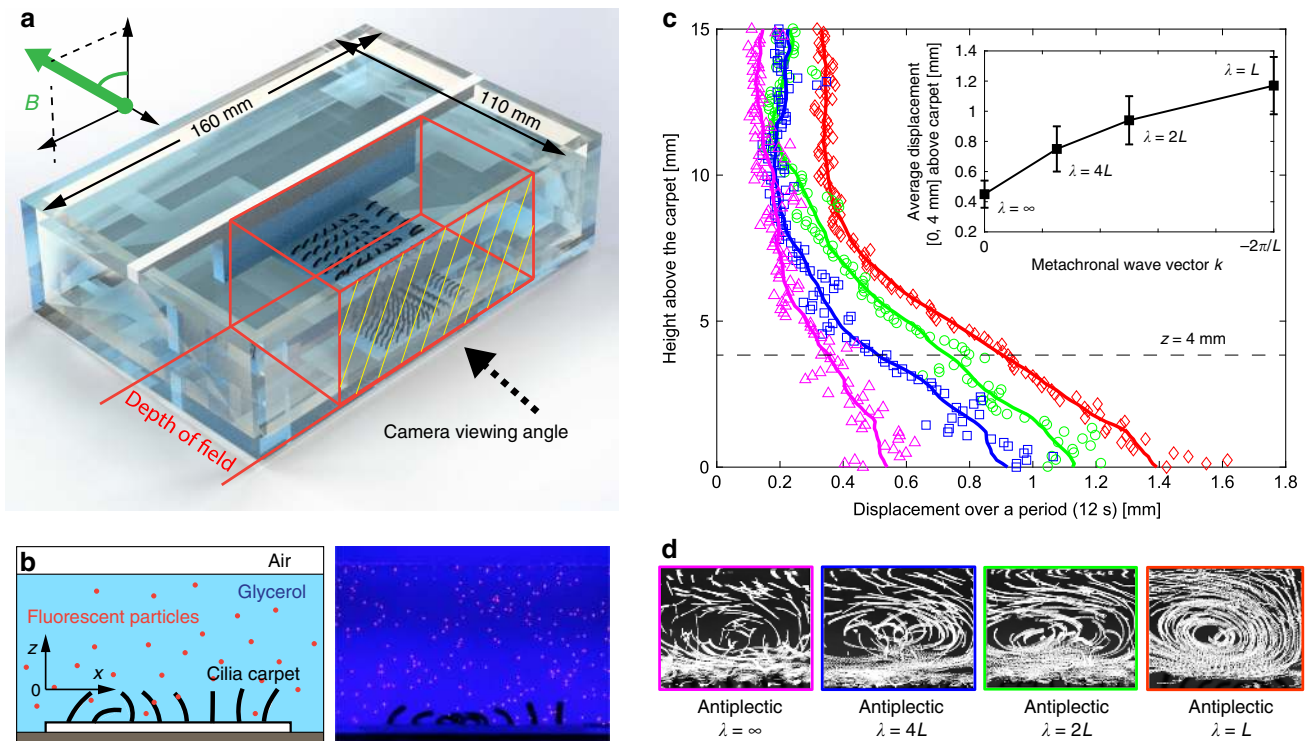 a
B
160 mm
110 mm
Depth of field
Camera viewing angle
b
Air
Glycerol
Fluorescent particles
z
x
0
Cilia carpet
c
Height above the carpet [mm]
15
10
5
0
0 0.2 0.4 0.6 0.8 1.0 1.2 1.4 1.6 1.8
Displacement over a period (12 s) [mm]
z = 4 mm
Average displacement
[0, 4 mm] above carpet [mm]
1.4
1.2
1.0
0.8
0.6
0.4
0.2
λ = ∞
λ = 4L
λ = 2L
λ = L
0 −2π/L
Metachronal wave vector k
d
Antiplectic
λ = ∞
Antiplectic
λ = 4L
Antiplectic
λ = 2L
Antiplectic
λ = L